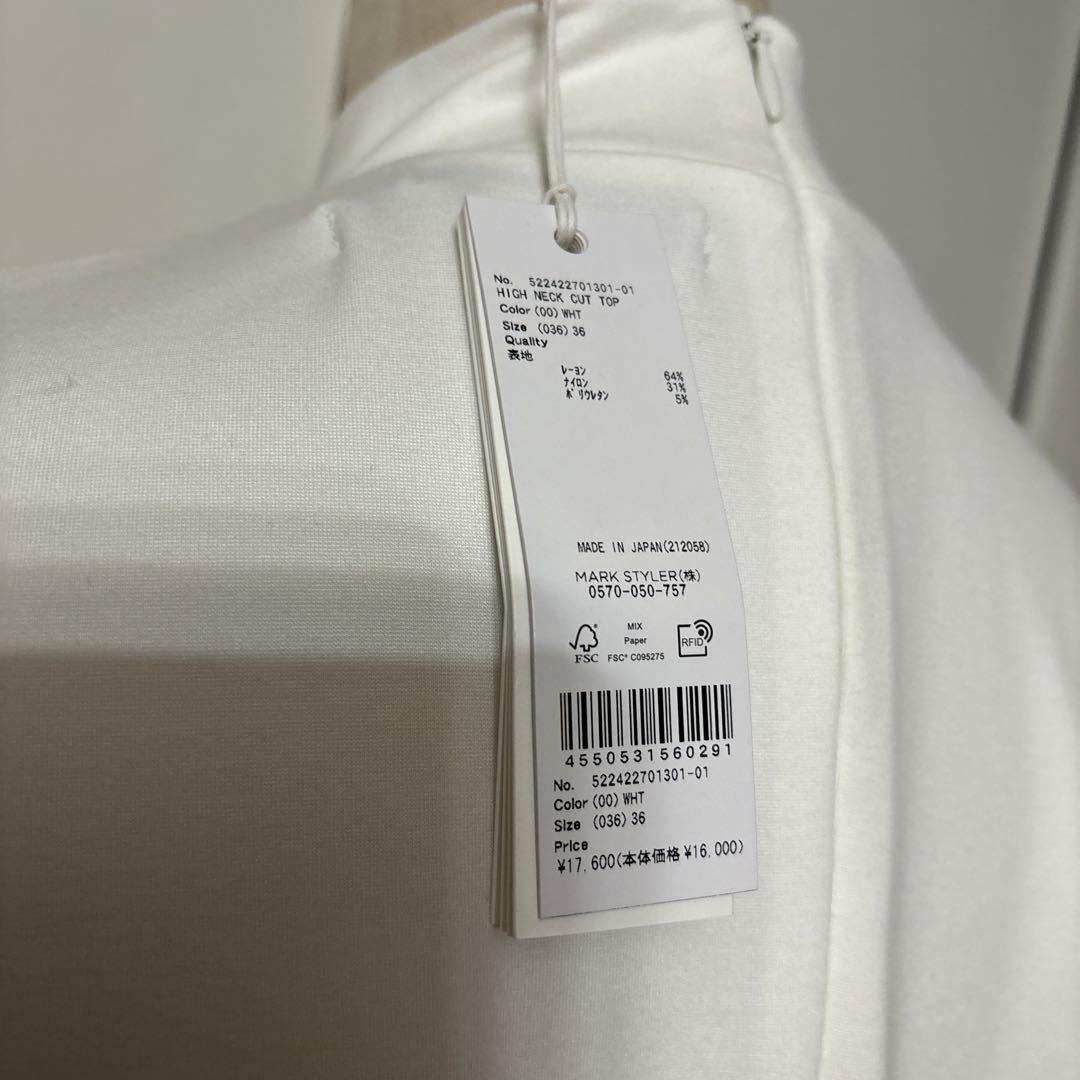 No. 522422701301-01
HIGH NECK CUT TOP
Color (00) WHT
Size (036) 36
Quality
表地
レーヨン 64%
ナイロン 31%
ポリウレタン 5%
MADE IN JAPAN(212058)
MARK STYLER(株)
0570-050-757
FSC®
MIX
Paper
FSC® C095275
RFID
4550531560291
No. 522422701301-01
Color (00) WHT
Size (036) 36
Price
¥17,600(本体価格 ¥16,000)